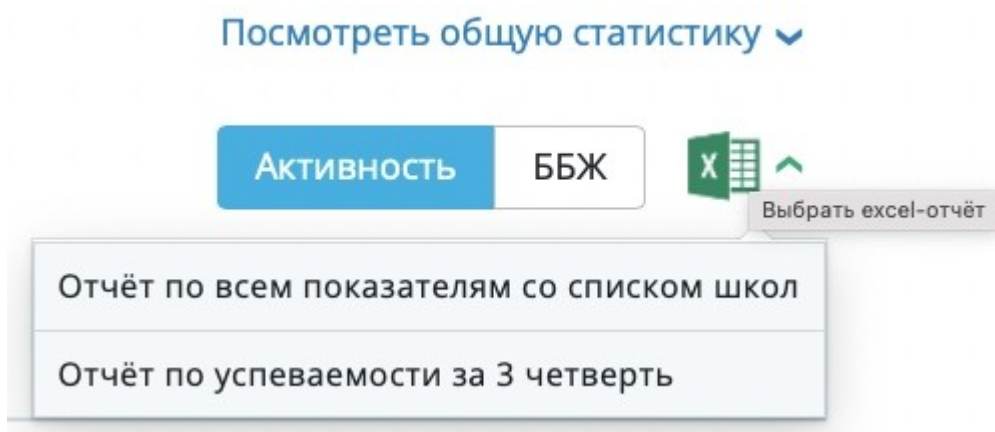 Посмотреть общую статистику
Активность ББЖ X
Выбрать excel-отчёт
Отчёт по всем показателям со списком школ
Отчёт по успеваемости за 3 четверть